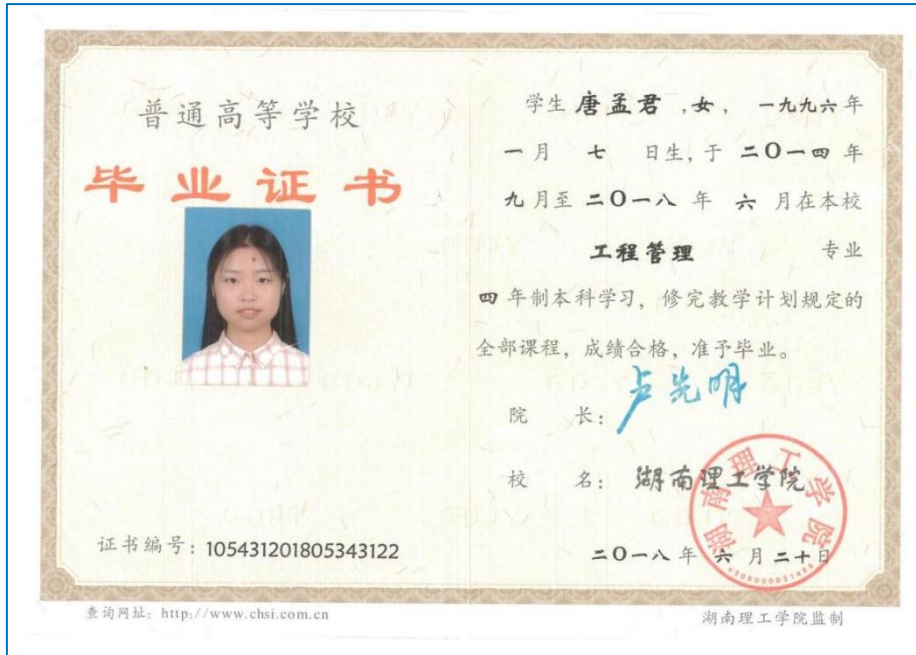 普通高等学校
毕业证书
证书编号：105431201805343122
学生 唐孟君，女，一九九六年
一月 七 日生，于 二〇一四 年
九月至 二〇一八 年 六 月在本校
工程管理 专业
四 年制本科学习，修完教学计划规定的
全部课程，成绩合格，准予毕业。
院 长：卢先明
校 名：湖南理工学院
湖南理工学院
二〇一八 年 六 月 二十日
查询网址：http://www.chsi.com.cn
湖南理工学院监制